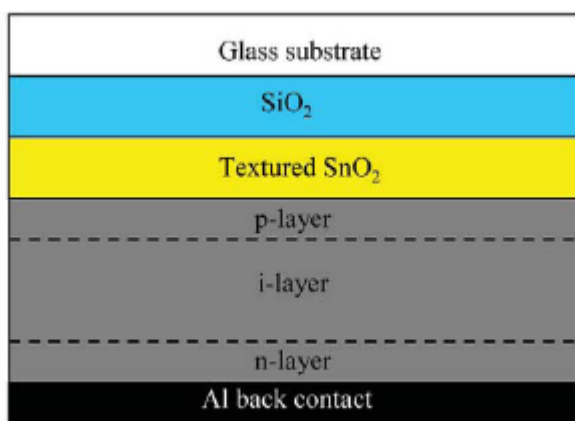 Glass substrate
SiO₂
Textured SnO₂
p-layer
i-layer
n-layer
Al back contact